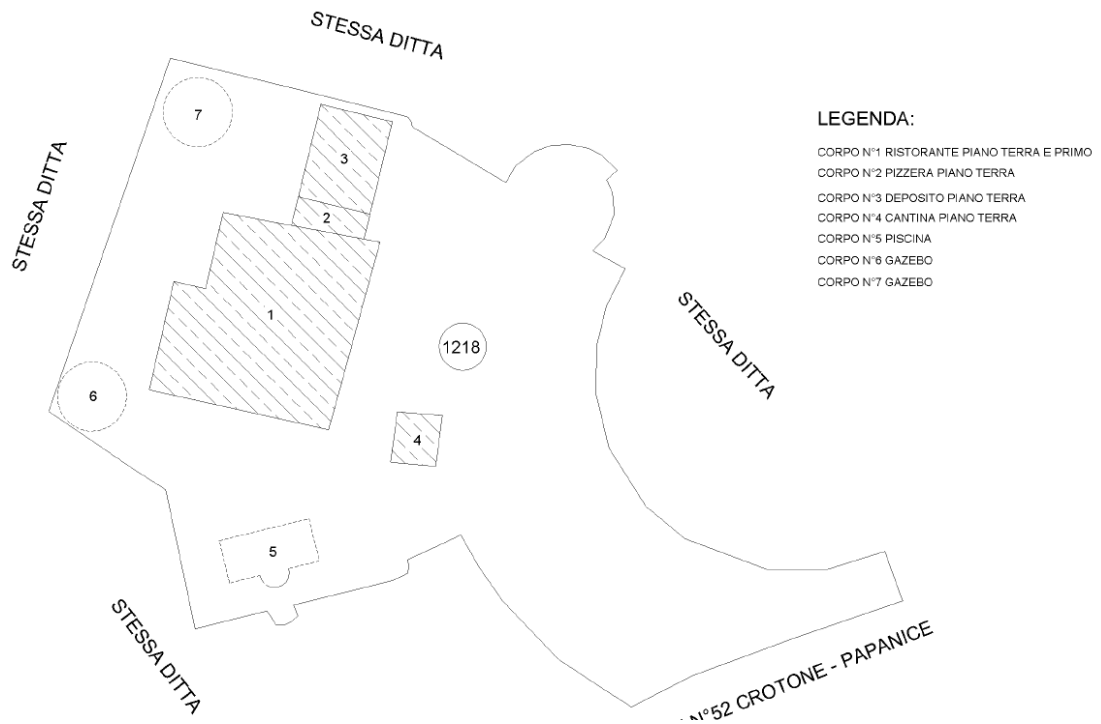 STESSA DITTA
STESSA DITTA
7
3
2
1
1218
6
4
5
STESSA DITTA
STESSA DITTA
N°52 CROTONE - PAPANICE
LEGENDA:
CORPO N°1 RISTORANTE PIANO TERRA E PRIMO
CORPO N°2 PIZZERA PIANO TERRA
CORPO N°3 DEPOSITO PIANO TERRA
CORPO N°4 CANTINA PIANO TERRA
CORPO N°5 PISCINA
CORPO N°6 GAZEBO
CORPO N°7 GAZEBO